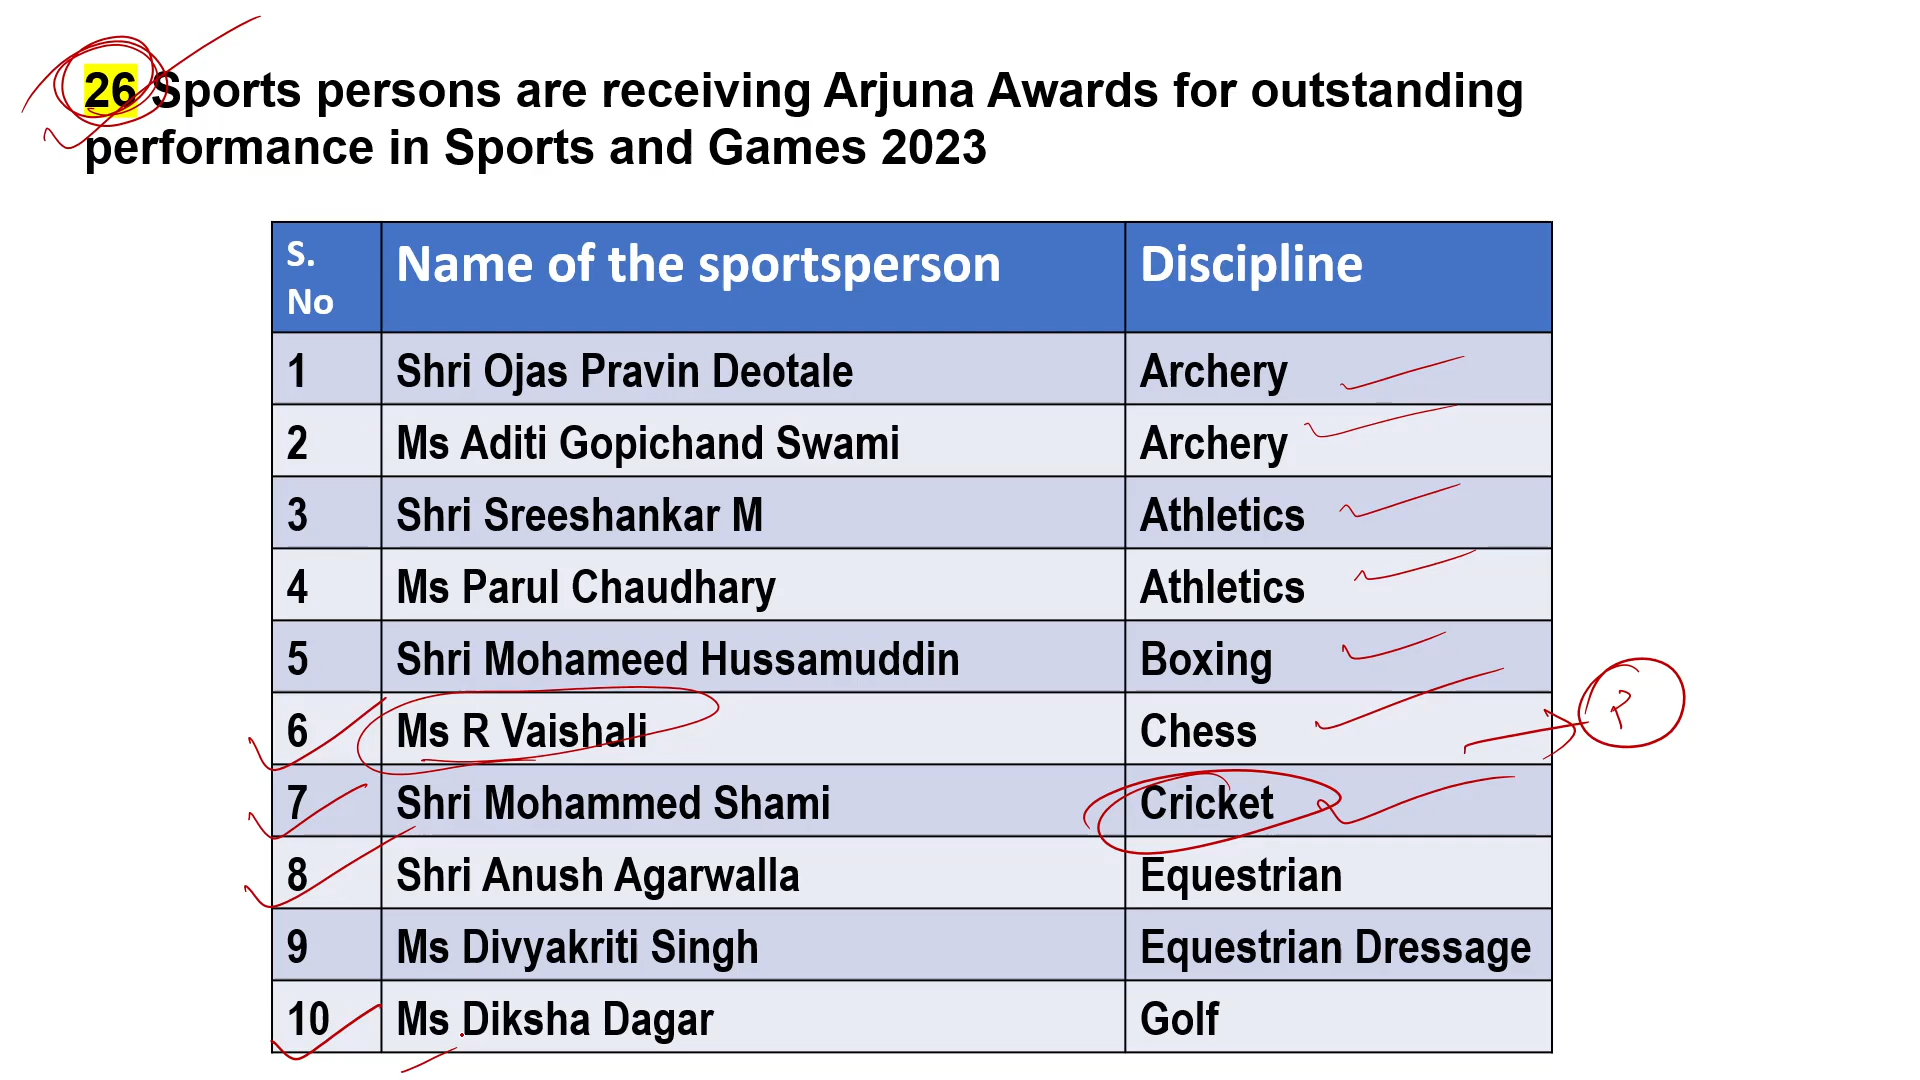 26 Sports persons are receiving Arjuna Awards for outstanding
performance in Sports and Games 2023
S. No Name of the sportsperson Discipline
1 Shri Ojas Pravin Deotale Archery
2 Ms Aditi Gopichand Swami Archery
3 Shri Sreeshankar M Athletics
4 Ms Parul Chaudhary Athletics
5 Shri Mohameed Hussamuddin Boxing
6 Ms R Vaishali Chess
7 Shri Mohammed Shami Cricket
8 Shri Anush Agarwalla Equestrian
9 Ms Divyakriti Singh Equestrian Dressage
10 Ms Diksha Dagar Golf